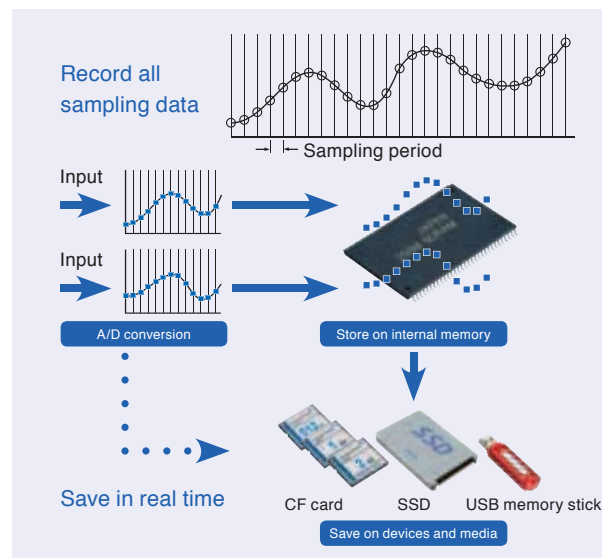 Record all
sampling data
Sampling period
Input
Input
A/D conversion
Store on internal memory
SSD
Save in real time
CF card
SSD
USB memory stick
Save on devices and media